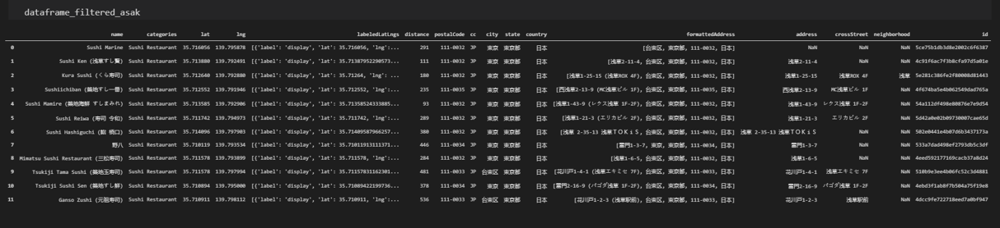 dataframe_filtered_asak
name categories lat lng labeledLatLngs distance postalCode cc city state country formattedAddress address crossStreet neighborhood id
0 Sushi Marine Sushi Restaurant 35.716056 139.795878 [{'label': 'display', 'lat': 35.716056, 'lng':... 291 111-0032 JP 東京 東京都 日本 [台東区, 東京都, 111-0032, 日本] NaN NaN NaN 5ce75b1db3d8e2002c6f6387
1 Sushi Ken (浅草すし賢) Sushi Restaurant 35.713880 139.792491 [{'label': 'display', 'lat': 35.71387952290573... 111 111-0032 JP 東京 東京都 日本 [浅草2-11-4, 台東区, 東京都, 111-0032, 日本] 浅草2-11-4 NaN NaN 4c91f6ac7f3b8cfa97d5a01e
2 Kura Sushi (くら寿司) Sushi Restaurant 35.712640 139.792880 [{'label': 'display', 'lat': 35.71264, 'lng': ... 180 111-0032 JP 東京 東京都 日本 [浅草1-25-15 (浅草ROX 4F), 台東区, 東京都, 111-0032, 日本] 浅草1-25-15 浅草ROX 4F 浅草 5e281c386fe2f80008d81443
3 Sushiichiban (築地すし一番) Sushi Restaurant 35.712552 139.791946 [{'label': 'display', 'lat': 35.712552, 'lng':... 235 111-0035 JP 東京 東京都 日本 [西浅草2-13-9 (MC浅草ビル 1F), 台東区, 東京都, 111-0035, 日本] 西浅草2-13-9 MC浅草ビル 1F NaN 4f674ba5e4b062549dad765a
4 Sushi Mamire (築地海鮮 すしまみれ) Sushi Restaurant 35.713585 139.792906 [{'label': 'display', 'lat': 35.71358524333885... 93 111-0032 JP 東京 東京都 日本 [浅草1-43-9 (レクス浅草 1F-2F), 台東区, 東京都, 111-0032, 日本] 浅草1-43-9 レクス浅草 1F-2F NaN 54a112df498e80876e7e9d54
5 Sushi Reiwa (寿司 令和) Sushi Restaurant 35.711742 139.794973 [{'label': 'display', 'lat': 35.711742, 'lng':... 289 111-0032 JP 東京 東京都 日本 [浅草1-21-3 (エリカビル 2F), 台東区, 東京都, 111-0032, 日本] 浅草1-21-3 エリカビル 2F NaN 5d42a0e02b09730007cae65d
6 Sushi Hashiguchi (鮨 橋口) Sushi Restaurant 35.714096 139.797903 [{'label': 'display', 'lat': 35.71409587966257... 380 111-0032 JP 東京 東京都 日本 [浅草 2-35-13 浅草TOKiS, 台東区, 東京都, 111-0032, 日本] 浅草 2-35-13 浅草TOKiS NaN NaN 502e0441e4b07d6b3437173a
7 野八 Sushi Restaurant 35.710119 139.793534 [{'label': 'display', 'lat': 35.71011913111371... 446 111-0034 JP 東京 東京都 日本 [雷門1-3-7, 東京, 東京都, 111-0034, 日本] 雷門1-3-7 NaN NaN 533a7dad498ef2793db5c3df
8 Mimatsu Sushi Restaurant (三松寿司) Sushi Restaurant 35.711578 139.793899 [{'label': 'display', 'lat': 35.711578, 'lng':... 284 111-0032 JP 東京 東京都 日本 [浅草1-6-5, 台東区, 東京都, 111-0032, 日本] 浅草1-6-5 NaN NaN 4eed592177169cacb37a8d24
9 Tsukiji Tama Sushi (築地玉寿司) Sushi Restaurant 35.711578 139.797994 [{'label': 'display', 'lat': 35.71157831162301... 481 111-0033 JP 台東区 東京都 日本 [花川戸1-4-1 (浅草エキミセ 7F), 台東区, 東京都, 111-0033, 日本] 花川戸1-4-1 浅草エキミセ 7F NaN 510b9e3ee4b06fc52c3d4881
10 Tsukiji Sushi Sen (築地すし鮮) Sushi Restaurant 35.710894 139.795000 [{'label': 'display', 'lat': 35.71089422199736... 378 111-0034 JP 東京 東京都 日本 [雷門2-16-9 (パゴダ浅草 1F-2F), 台東区, 東京都, 111-0034, 日本] 雷門2-16-9 パゴダ浅草 1F-2F NaN 4ebd3f1ab8f7b504a75f19e8
11 Ganso Zushi (元祖寿司) Sushi Restaurant 35.710911 139.798112 [{'label': 'display', 'lat': 35.710911, 'lng':... 536 111-0033 JP 台東区 東京都 日本 [花川戸1-2-3 (浅草駅前), 台東区, 東京都, 111-0033, 日本] 花川戸1-2-3 浅草駅前 NaN 4dcc9fe722718eed7a0bf947